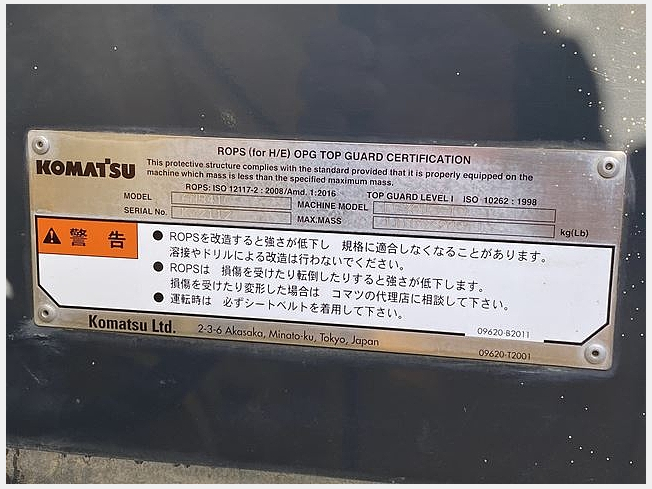 ROPS (for H/E) OPG TOP GUARD CERTIFICATION
KOMATSU
This protective structure complies with the standard provided that it is properly equipped on the
machine which mass is less than the specified maximum mass.
ROPS: ISO 12117-2 : 2008/Amd. 1:2016 TOP GUARD LEVEL I ISO 10262 : 1998
MODEL
MACHINE MODEL
SERIAL No.
MAX.MASS
kg(Lb)
警 告
● ROPSを改造すると強さが低下し 規格に適合しなくなることがあります。
溶接やドリルによる改造は行わないでください。
● ROPSは 損傷を受けたり転倒したりすると強さが低下します。
損傷を受けたり変形した場合は コマツの代理店に相談して下さい。
● 運転時は 必ずシートベルトを着用して下さい。
09620-B2011
Komatsu Ltd. 2-3-6 Akasaka, Minato-ku, Tokyo, Japan
09620-T2001